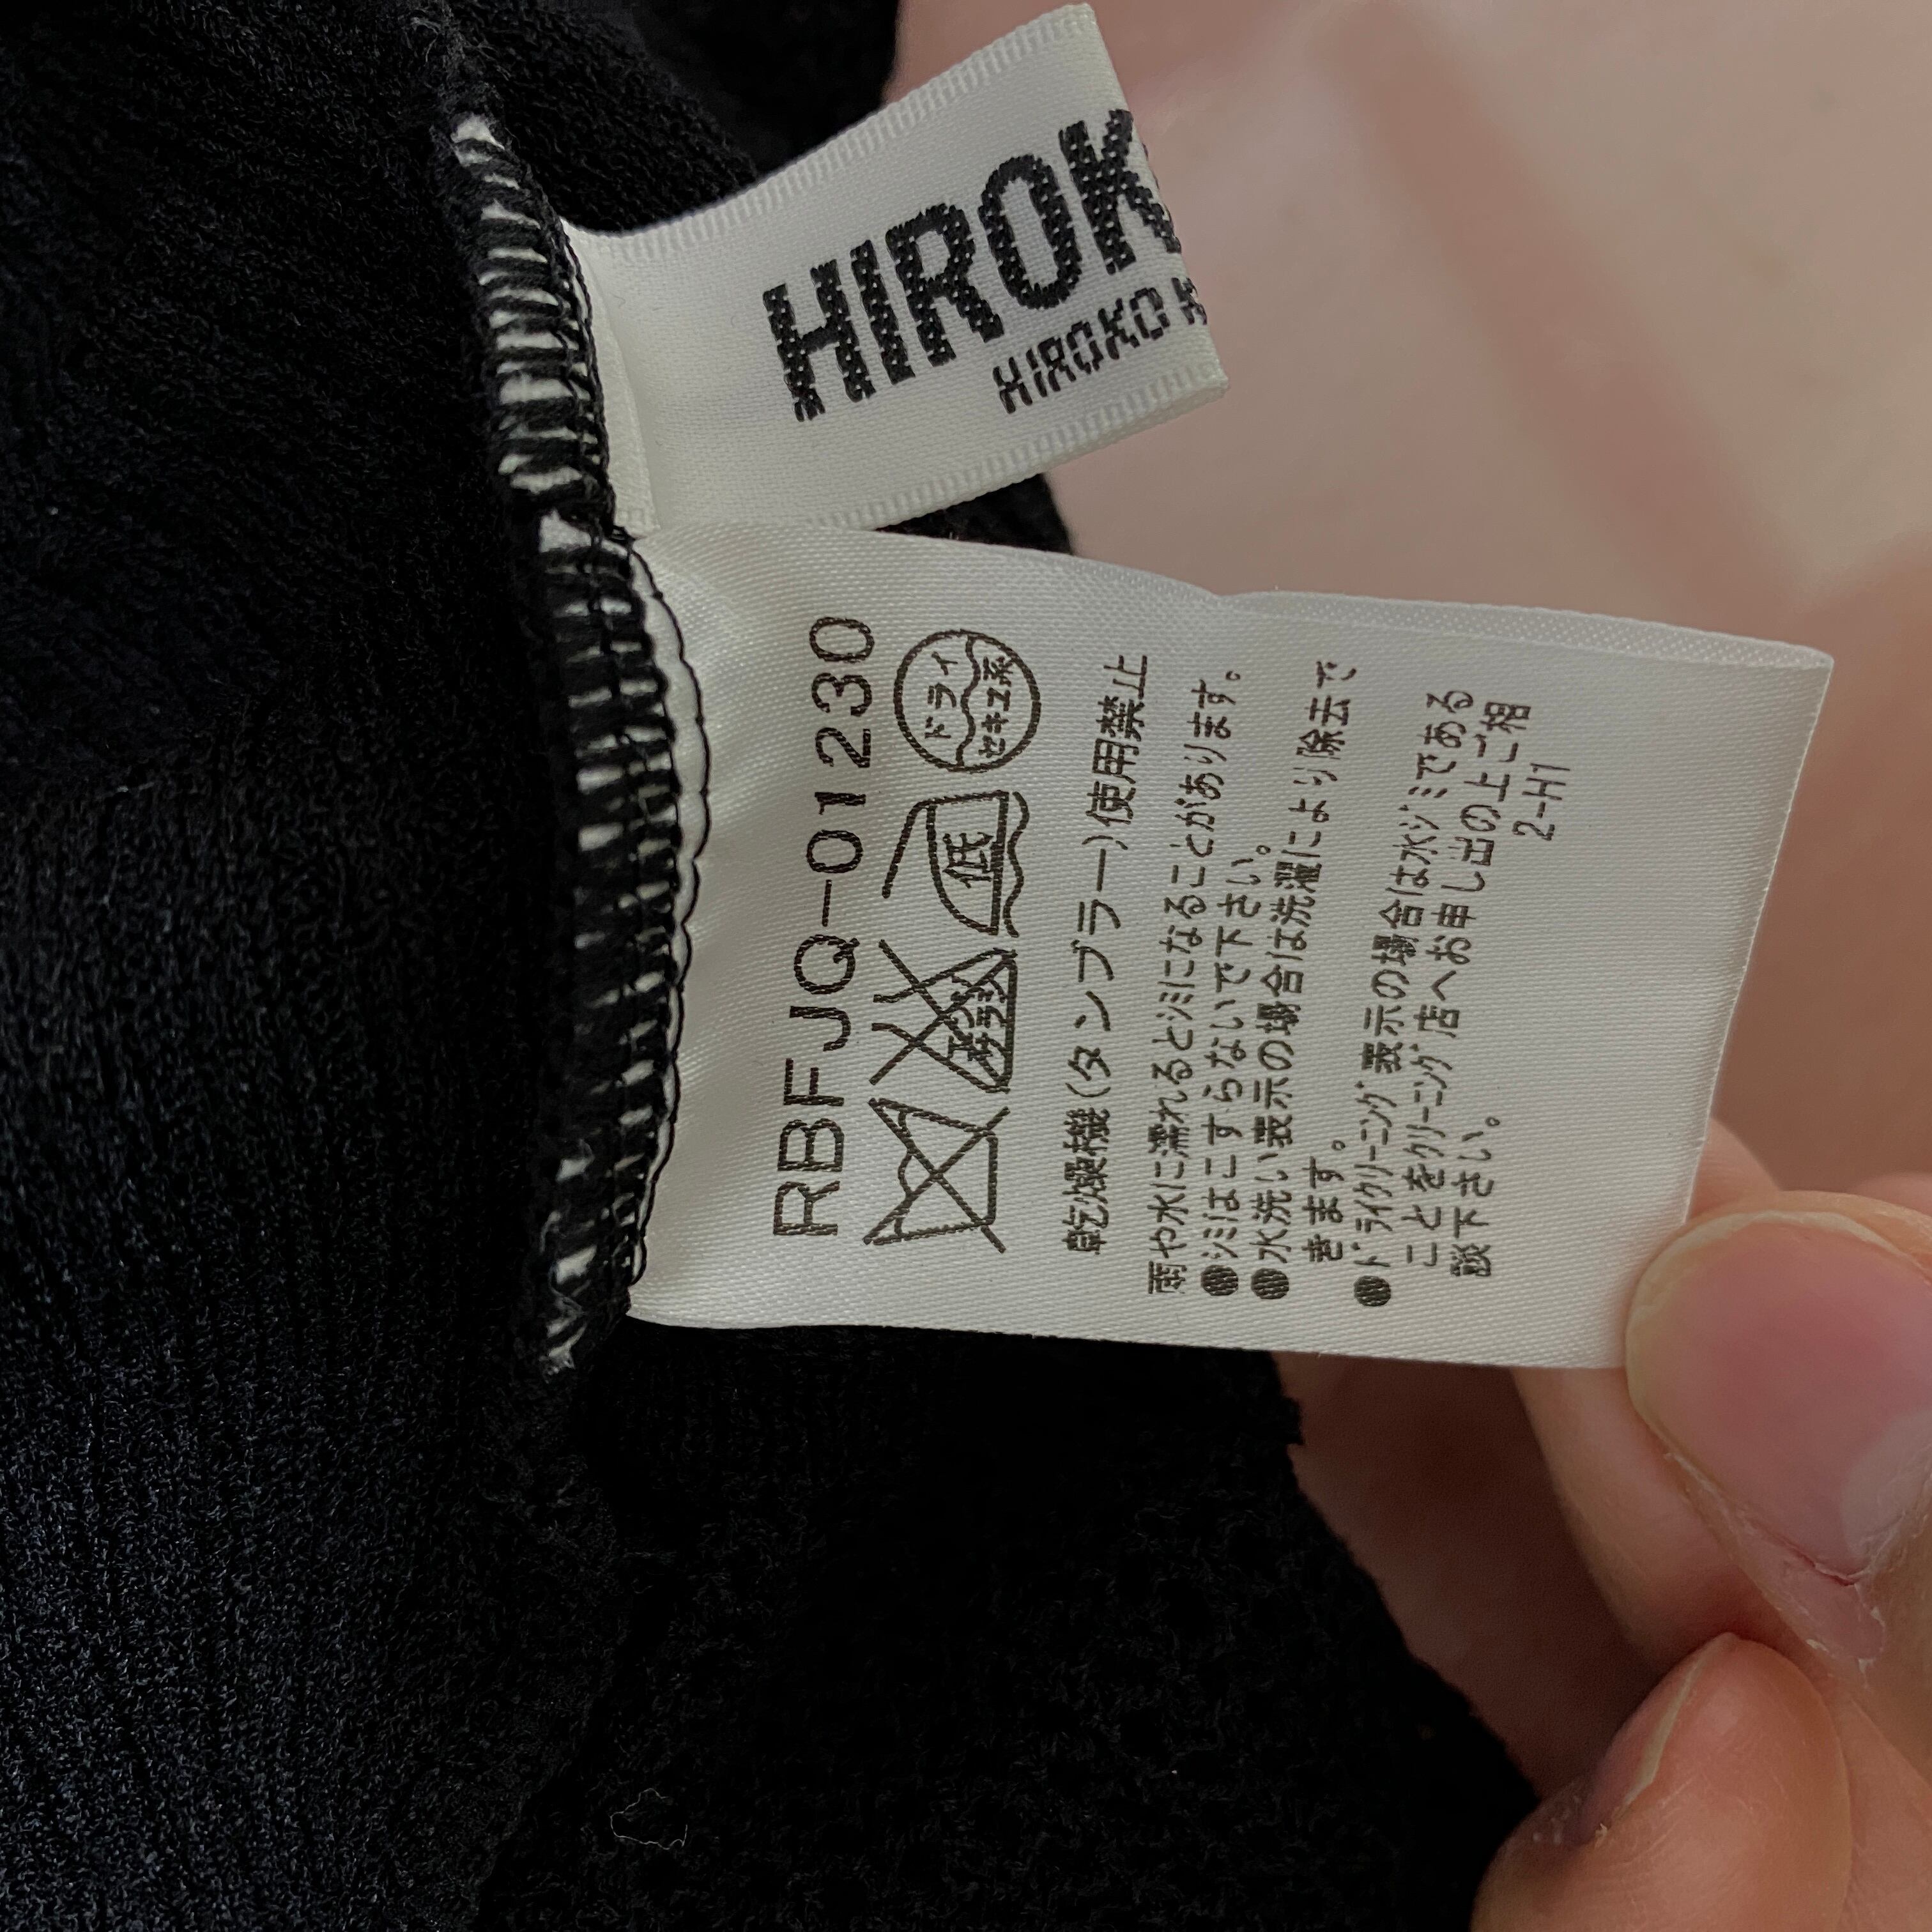 HIROK
HIROKO K
RBFJQ-01230
エンソ
サラシ
低
ドライ
セキユ系
乾燥機(タンブラー)使用禁止
雨や水に濡れるとシミになることがあります。
●シミはこすらないで下さい。
●水洗い表示の場合は洗濯により除去で
きます。
●ドライクリーニング表示の場合は水ジミである
ことをクリーニング店へお申し出の上ご相
談下さい。
2-H1